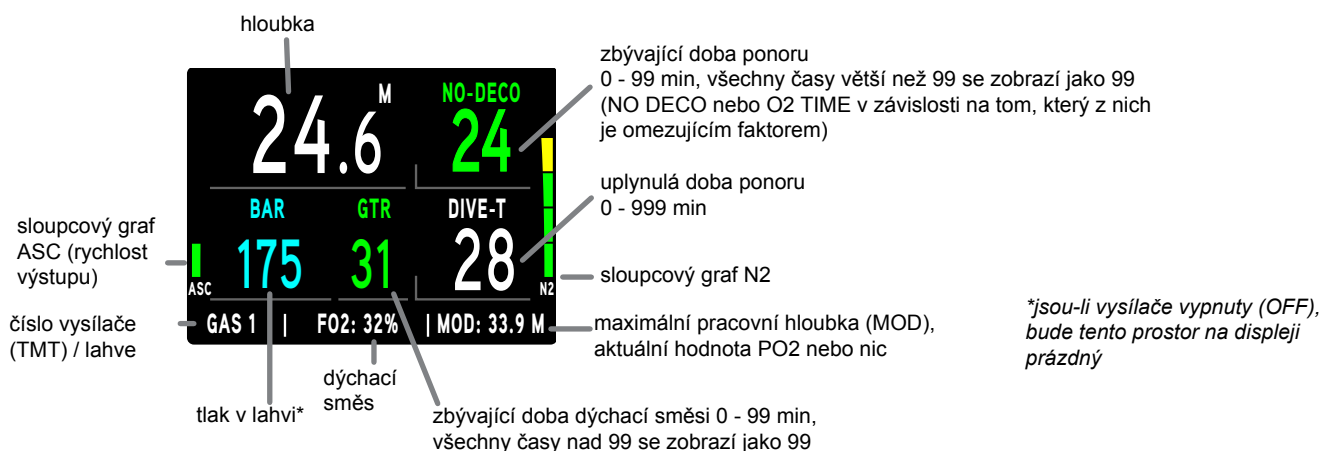 hloubka
zbývající doba ponoru
0 - 99 min, všechny časy větší než 99 se zobrazí jako 99
(NO DECO nebo O2 TIME v závislosti na tom, který z nich
je omezujícím faktorem)
24.6 M
NO-DECO
24
uplynulá doba ponoru
0 - 999 min
sloupcový graf
ASC (rychlost
výstupu)
BAR
175
GTR
31
DIVE-T
28
ASC
N2
sloupcový graf N2
číslo vysílače
(TMT) / lahve
GAS 1 | FO2: 32% | MOD: 33.9 M
maximální pracovní hloubka (MOD),
aktuální hodnota PO2 nebo nic
*jsou-li vysílače vypnuty (OFF),
bude tento prostor na displeji
prázdný
dýchací
směs
tlak v lahvi*
zbývající doba dýchací směsi 0 - 99 min,
všechny časy nad 99 se zobrazí jako 99